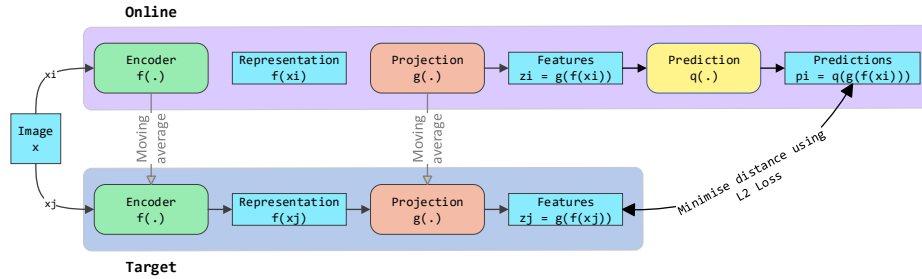 Online
Encoder
f(.)
Representation
f(xi)
Projection
g(.)
Features
zi = g(f(xi))
Prediction
q(.)
Predictions
pi = q(g(f(xi)))
xi
Image
x
xj
Moving
average
Moving
average
Minimise distance using
L2 Loss
Encoder
f(.)
Representation
f(xj)
Projection
g(.)
Features
zj = g(f(xj))
Target